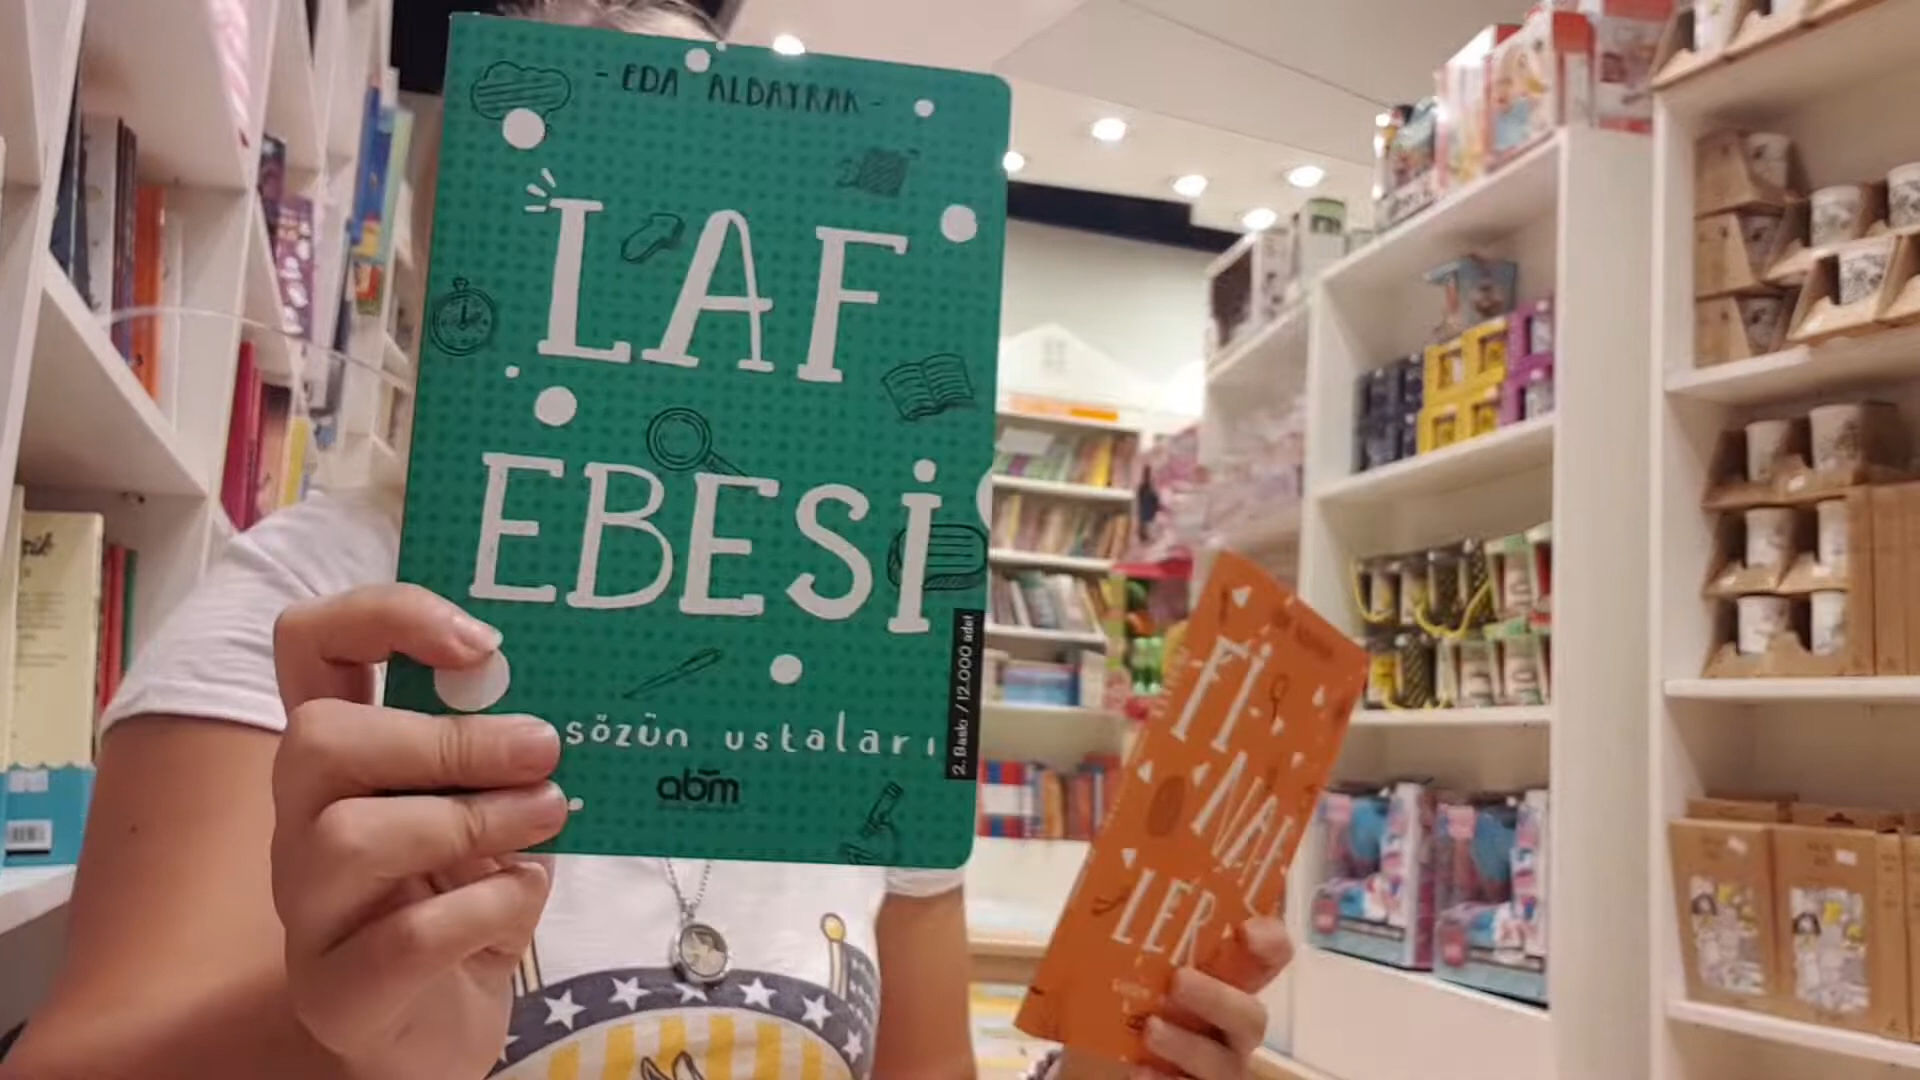 - EDA ALBAYRAK -
LAF
EBESİ
sözün ustaları
abm
2. Baskı / 12.000 adet
Fİ-
NAL-
LER